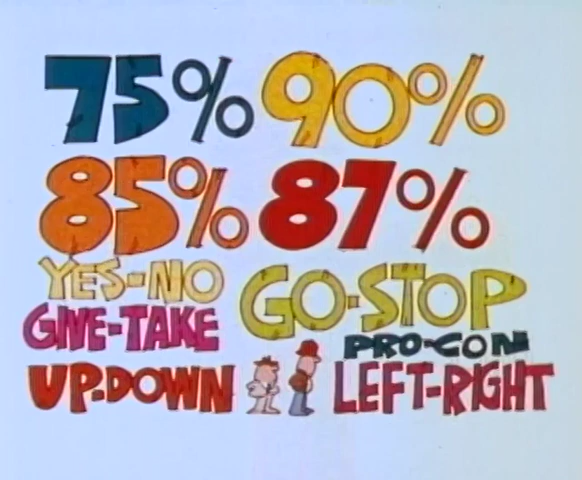 75% 90%
85% 87%
YES-NO GO-STOP
GIVE-TAKE PRO-CON
UP-DOWN LEFT-RIGHT